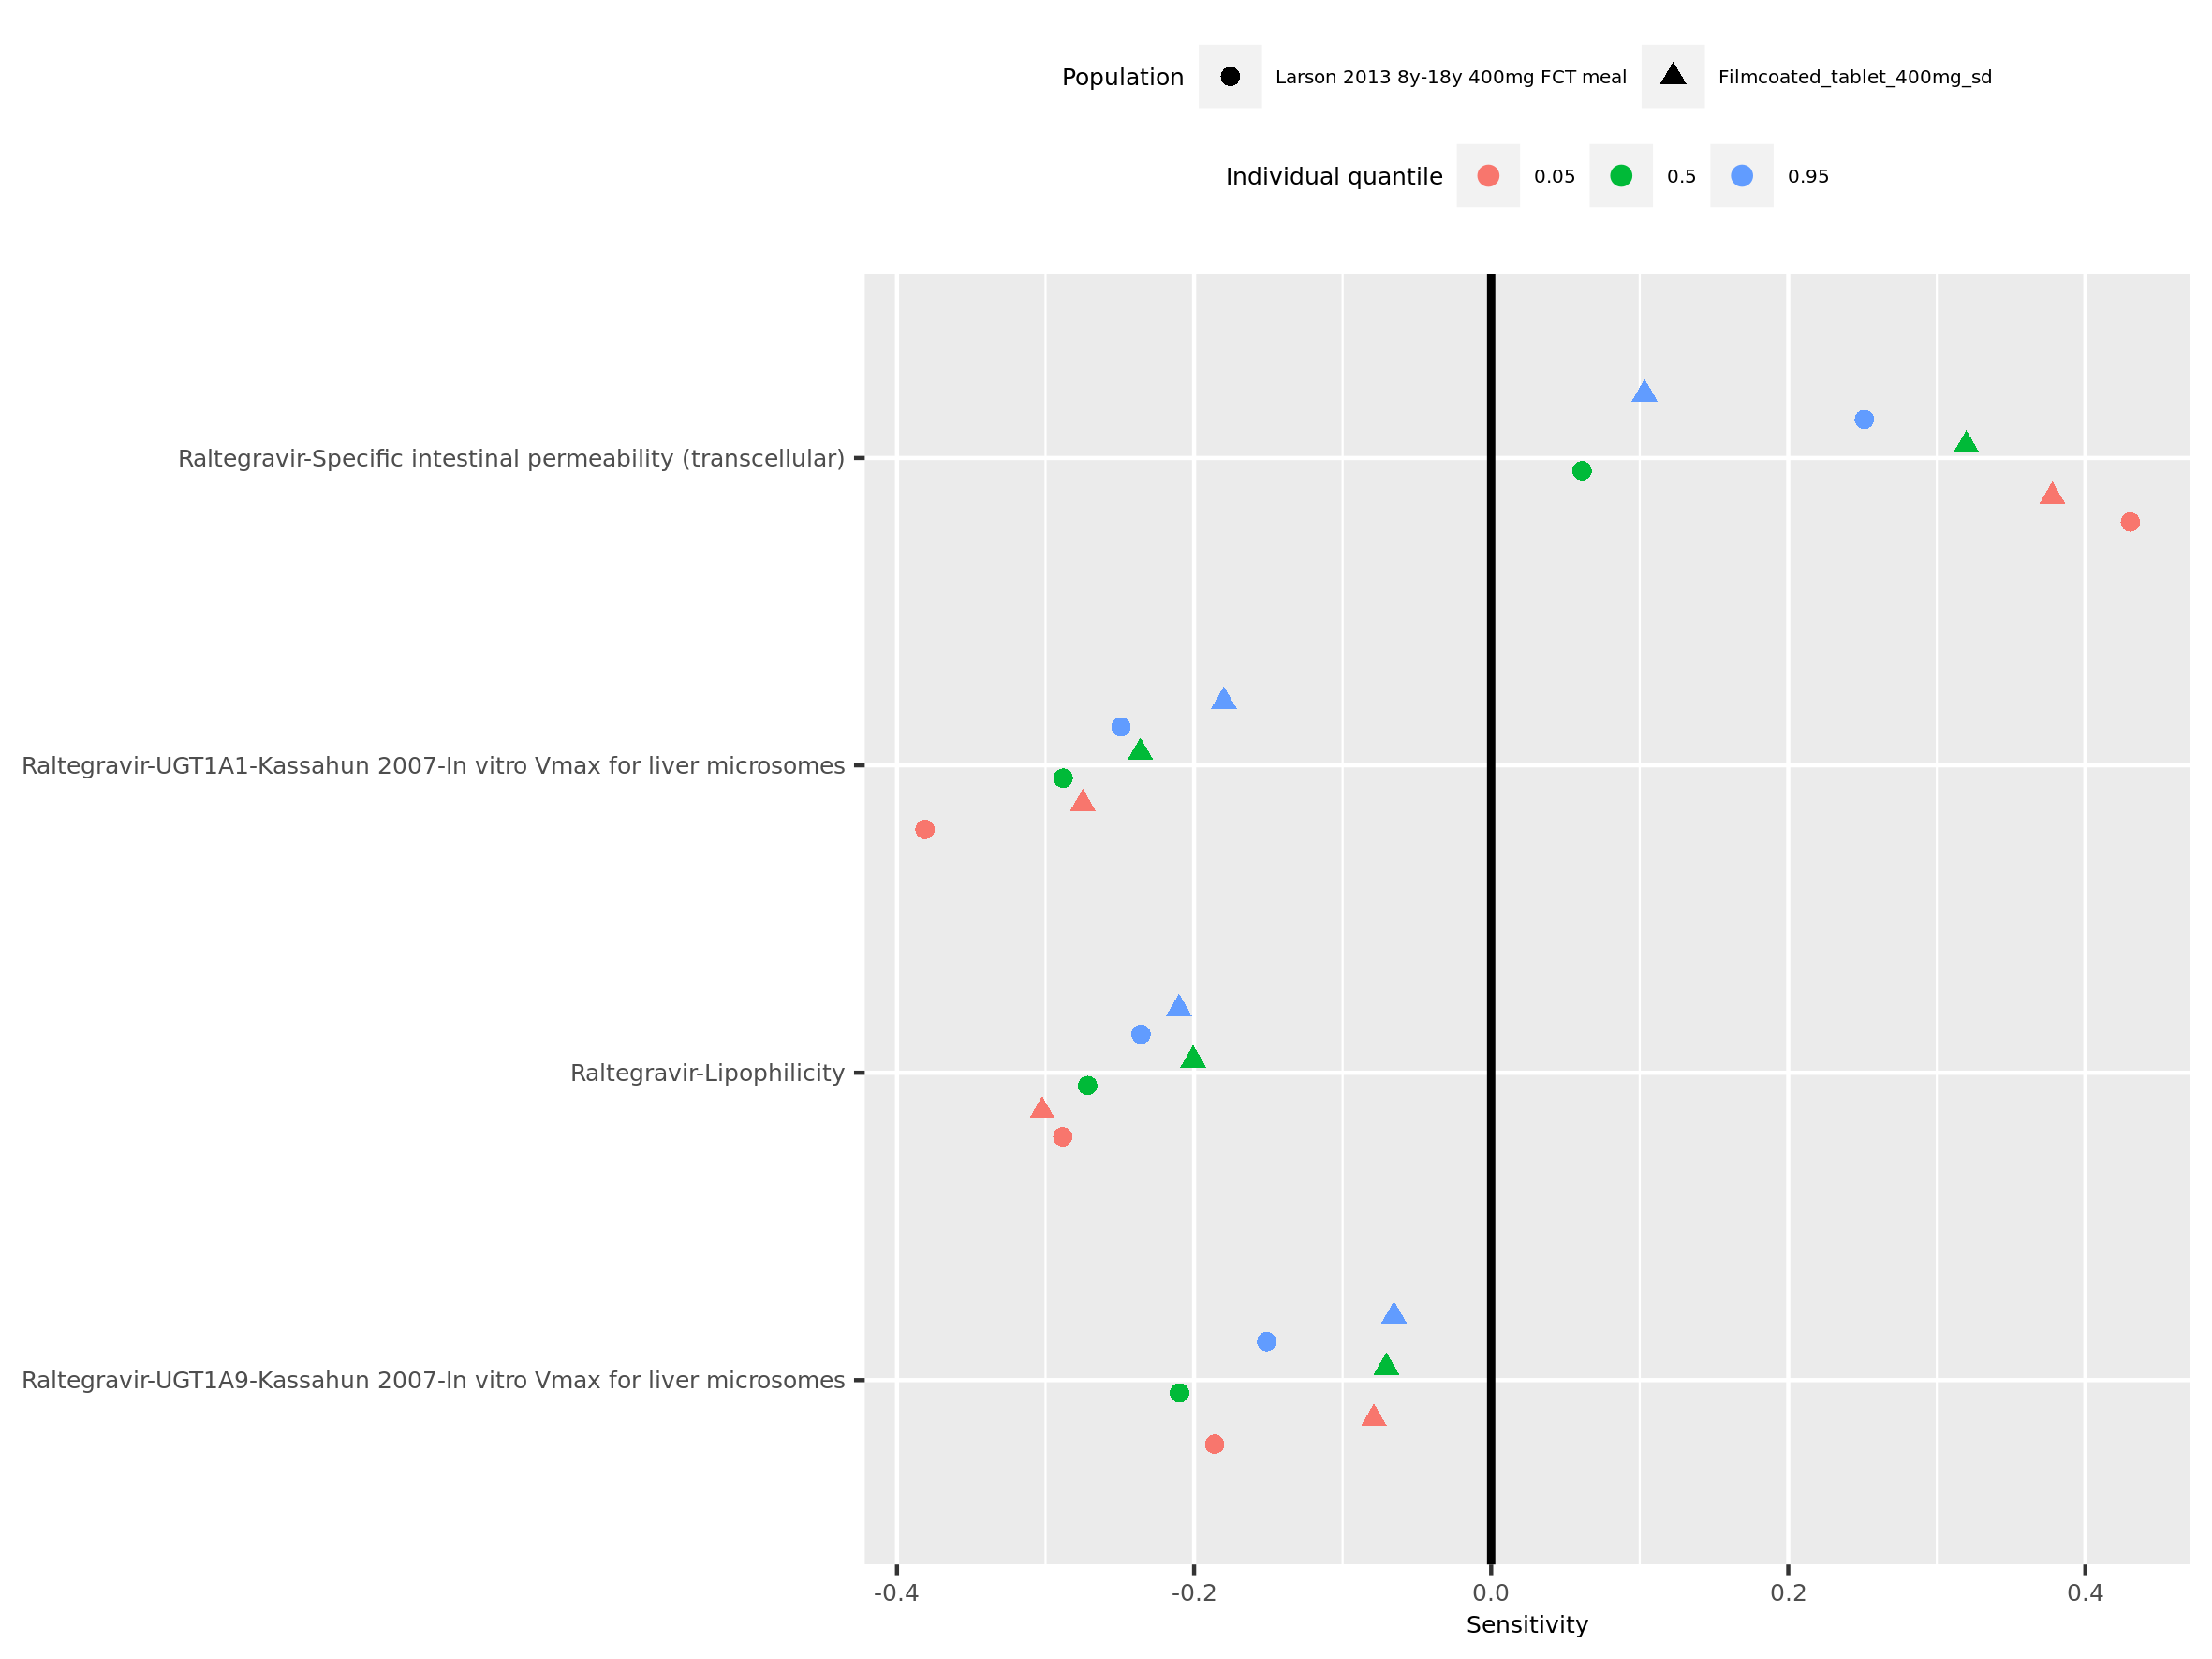 Population Larson 2013 8y-18y 400mg FCT meal Filmcoated_tablet_400mg_sd
Individual quantile 0.05 0.5 0.95
Raltegravir-Specific intestinal permeability (transcellular)
Raltegravir-UGT1A1-Kassahun 2007-In vitro Vmax for liver microsomes
Raltegravir-Lipophilicity
Raltegravir-UGT1A9-Kassahun 2007-In vitro Vmax for liver microsomes
-0.4 -0.2 0.0 0.2 0.4
Sensitivity